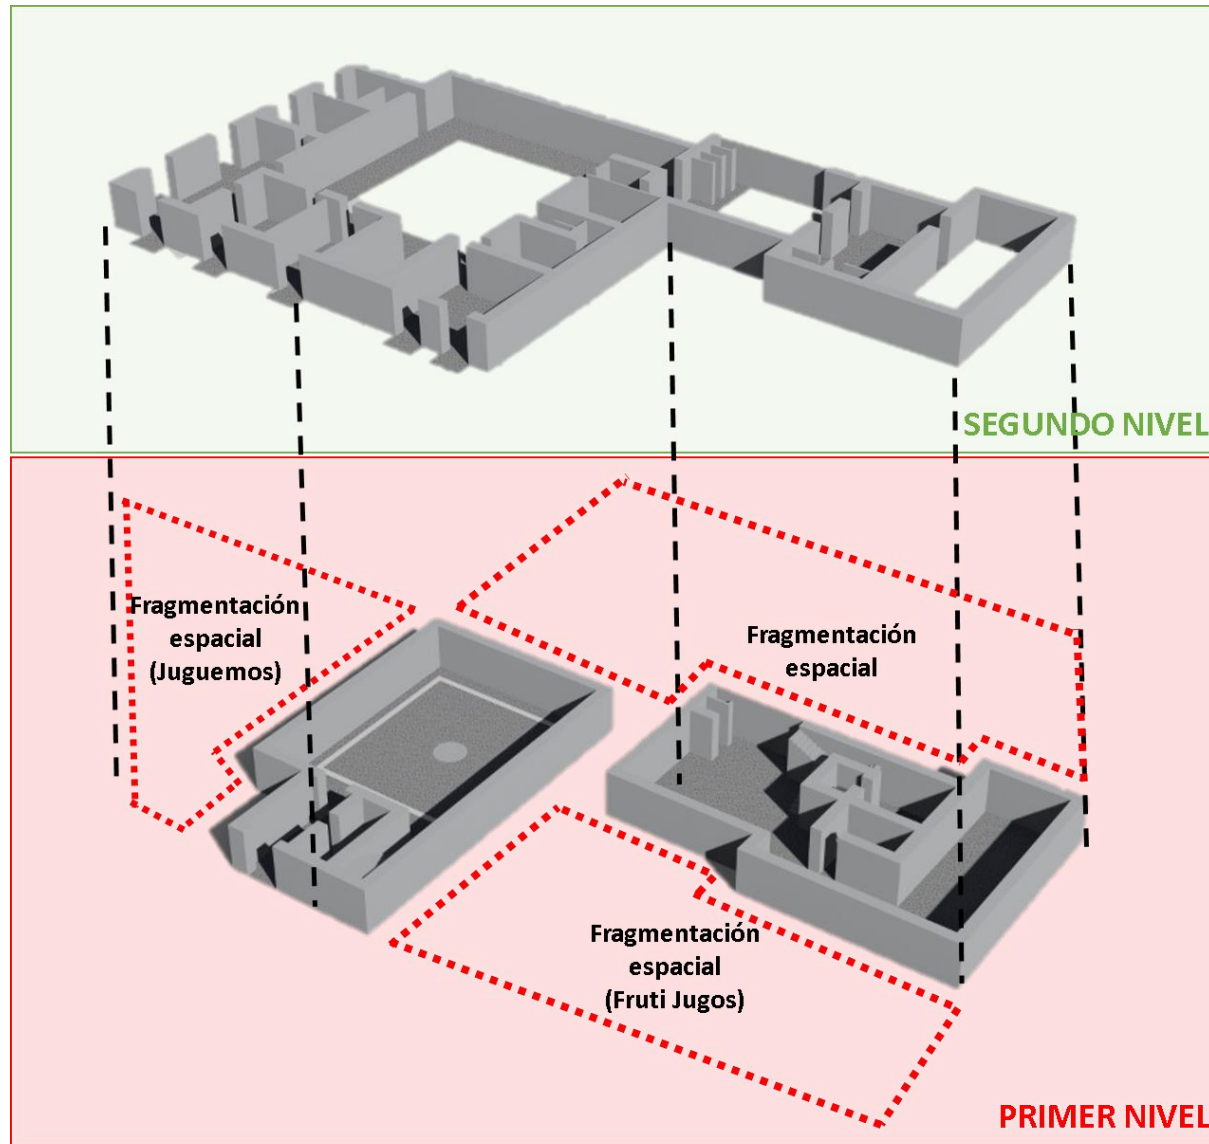 SEGUNDO NIVEL
Fragmentación
espacial
(Juguemos)
Fragmentación
espacial
Fragmentación
espacial
(Fruti Jugos)
PRIMER NIVEL